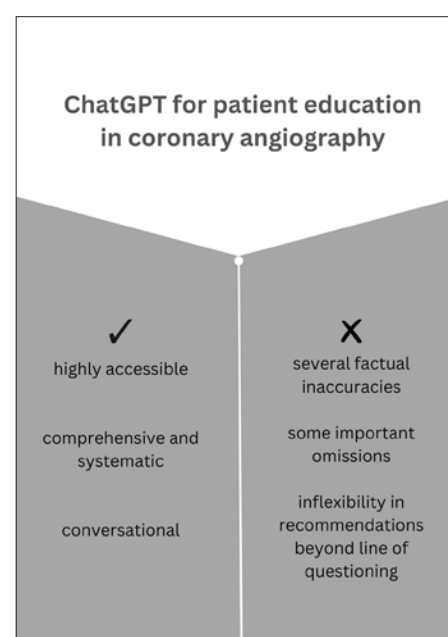 ChatGPT for patient education
in coronary angiography
✓
highly accessible
comprehensive and
systematic
conversational
✗
several factual
inaccuracies
some important
omissions
inflexibility in
recommendations
beyond line of
questioning